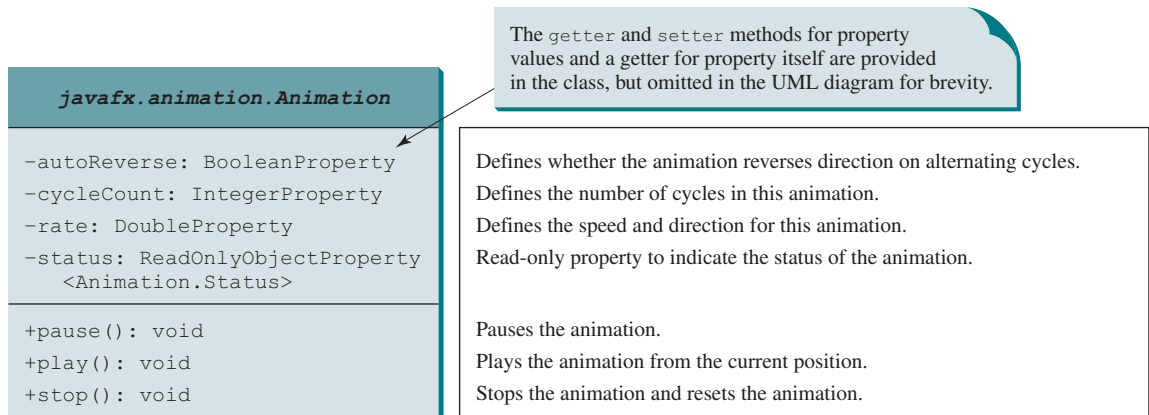 The getter and setter methods for property
values and a getter for property itself are provided
in the class, but omitted in the UML diagram for brevity.
javafx.animation.Animation
-autoReverse: BooleanProperty
Defines whether the animation reverses direction on alternating cycles.
-cycleCount: IntegerProperty
Defines the number of cycles in this animation.
-rate: DoubleProperty
Defines the speed and direction for this animation.
-status: ReadOnlyObjectProperty
Read-only property to indicate the status of the animation.
<Animation.Status>
+pause(): void
Pauses the animation.
+play(): void
Plays the animation from the current position.
+stop(): void
Stops the animation and resets the animation.